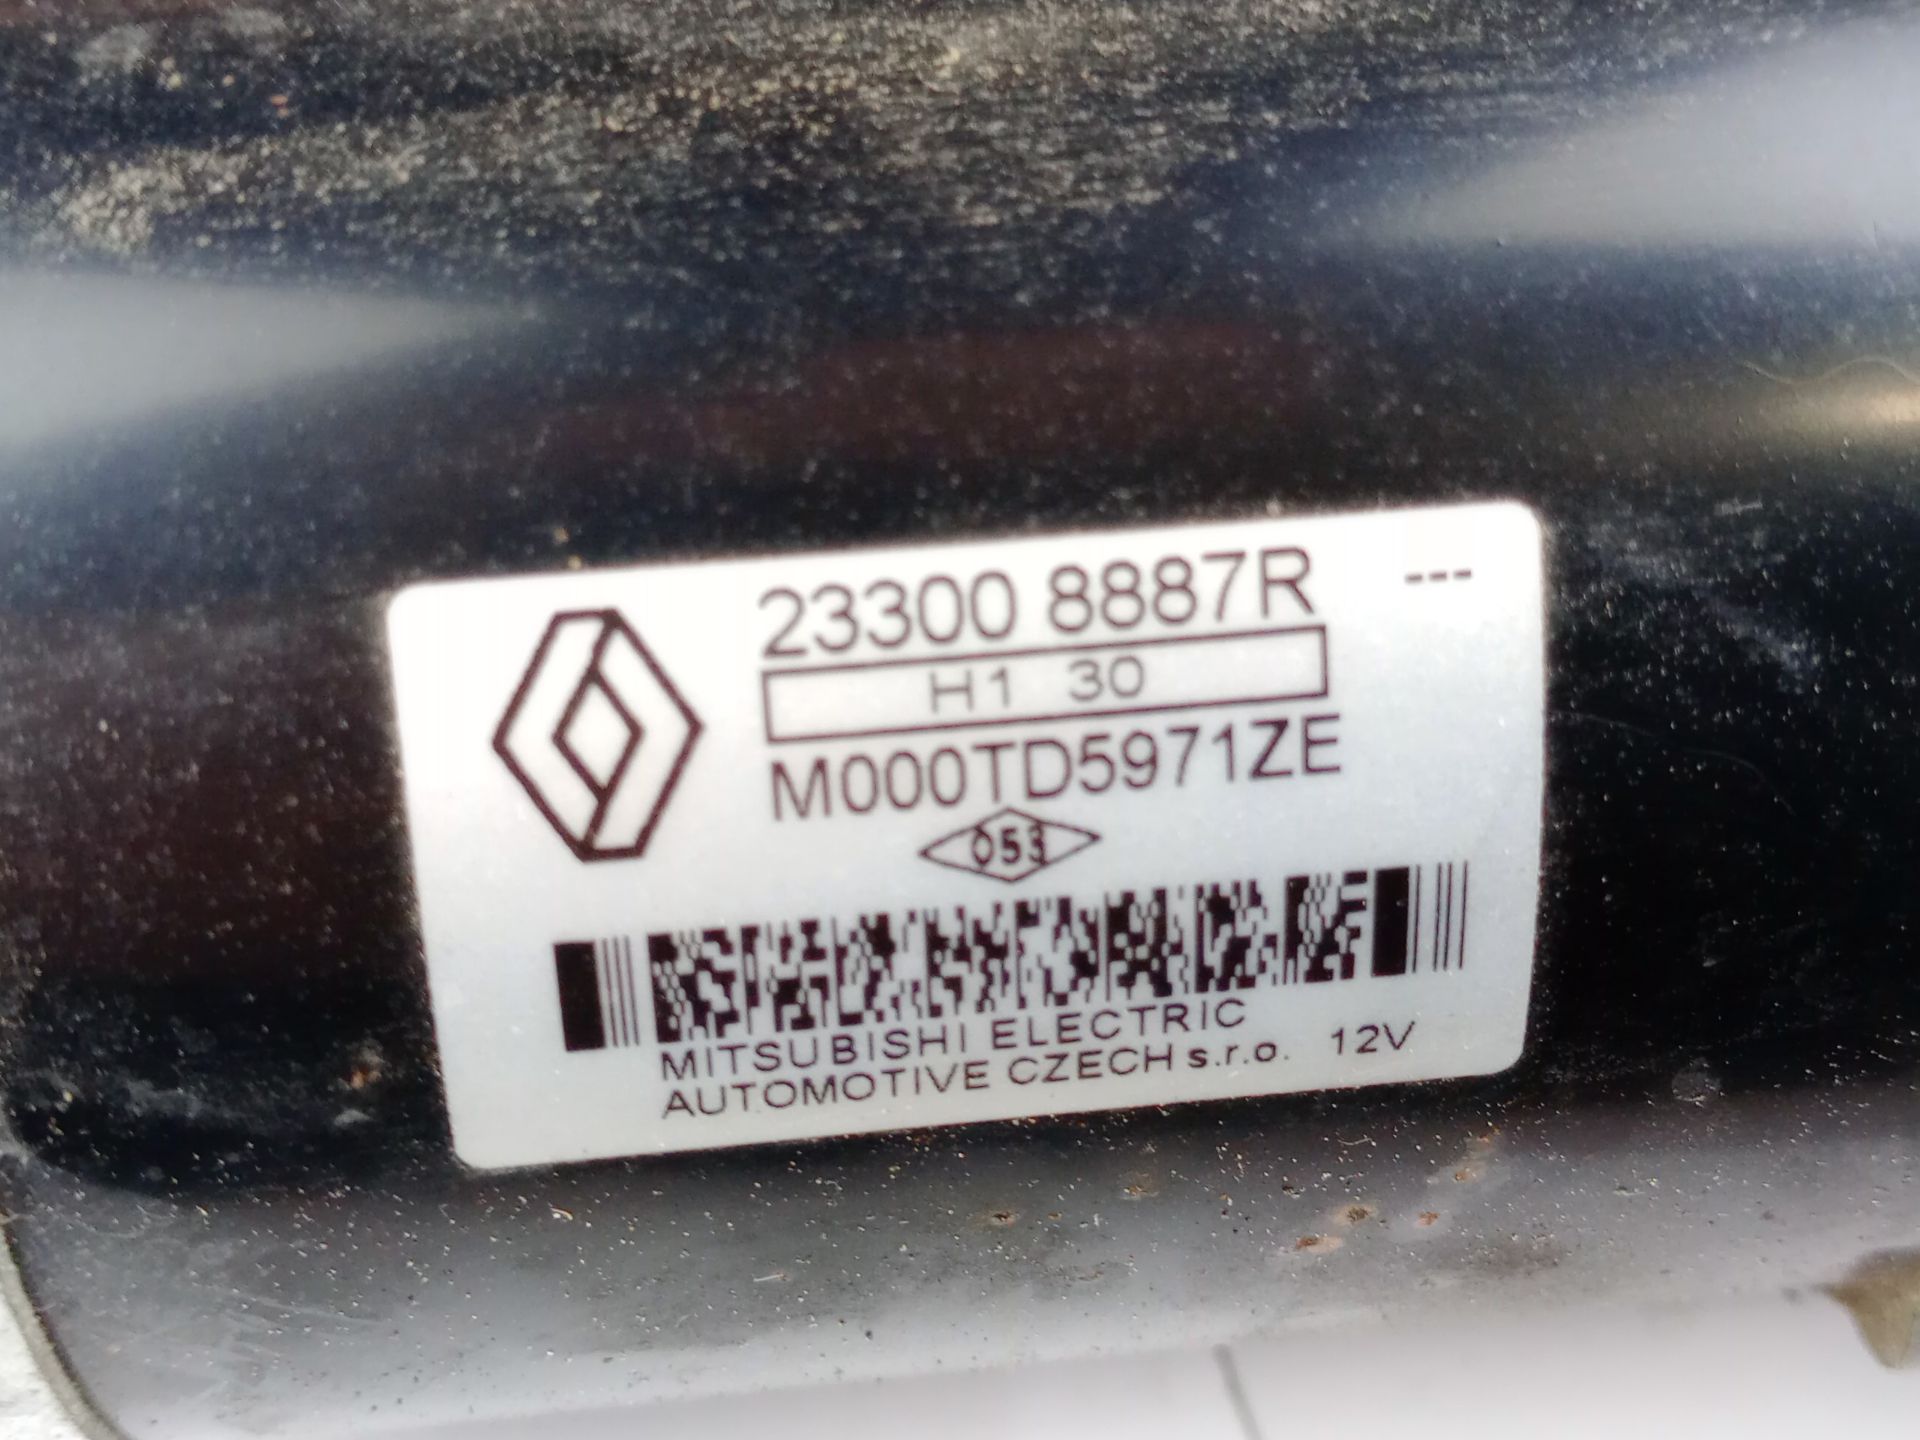 23300 8887R ---
H1 30
M000TD5971ZE
053
MITSUBISHI ELECTRIC
AUTOMOTIVE CZECH s.r.o. 12V